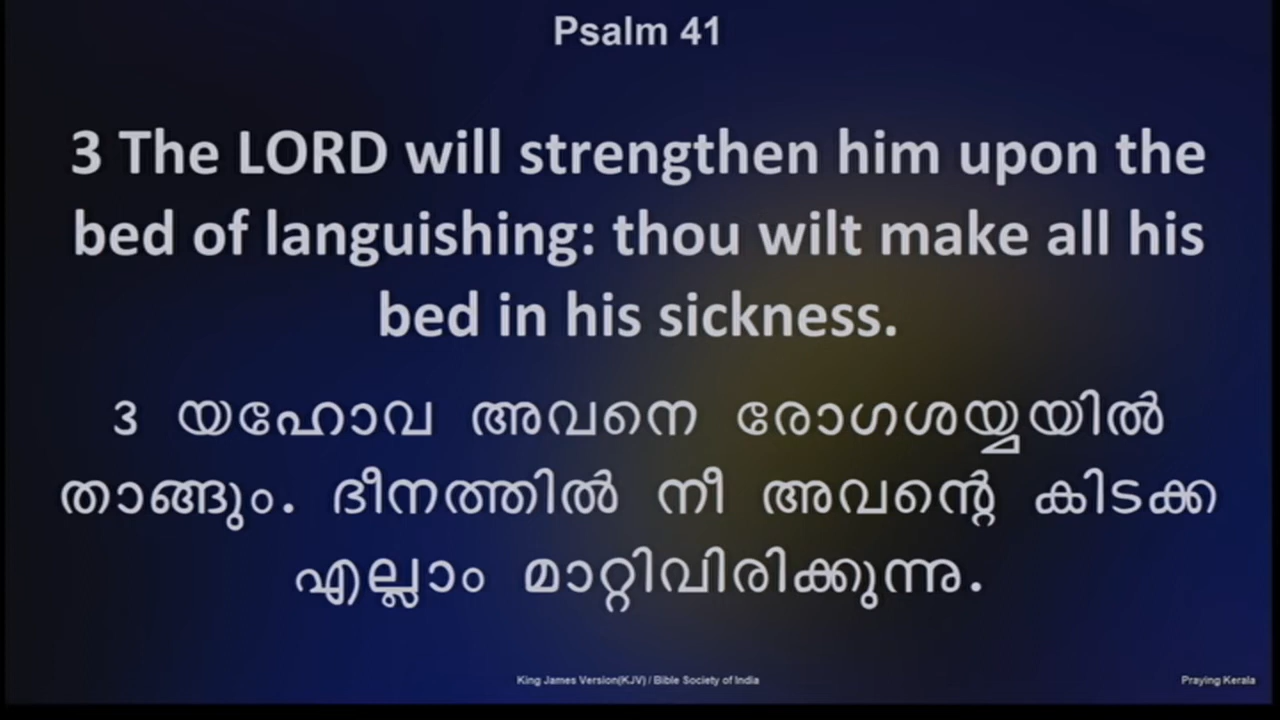 Psalm 41
3 The LORD will strengthen him upon the
bed of languishing: thou wilt make all his
bed in his sickness.
3 യഹോവ അവനെ രോഗശയ്യമയിൽ
താങ്ങും. ദീനത്തിൽ നീ അവന്റെ കിടക്ക
എല്ലാം മാറ്റിവിരിക്കുന്നു.
King James Version(KJV) / Bible Society of India
Praying Kerala